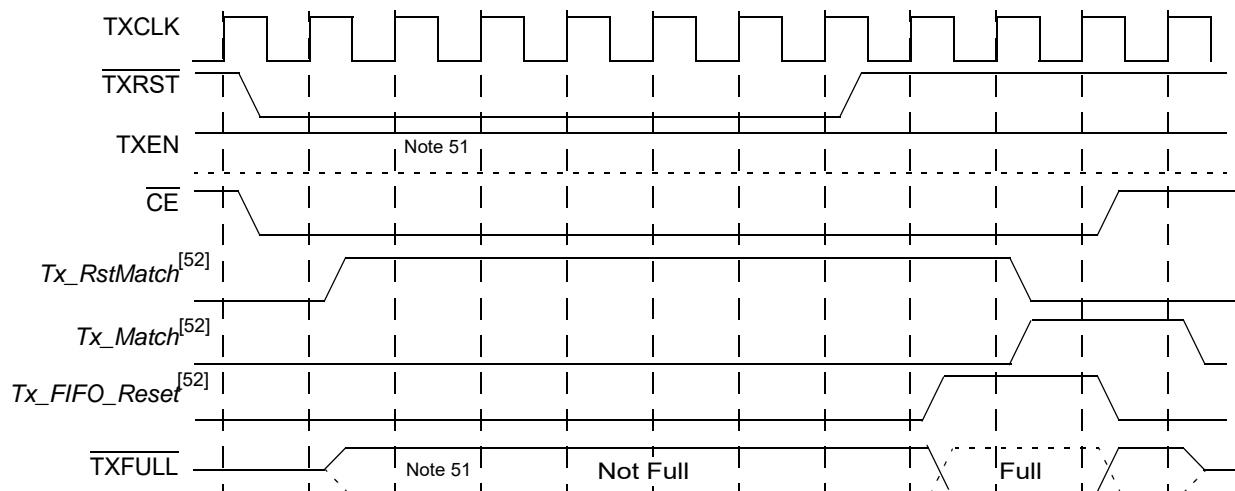 TXCLK
TXRST
TXEN
Note 51
CE
Tx_RstMatch[52]
Tx_Match[52]
Tx_FIFO_Reset[52]
TXFULL
Note 51
Not Full
Full